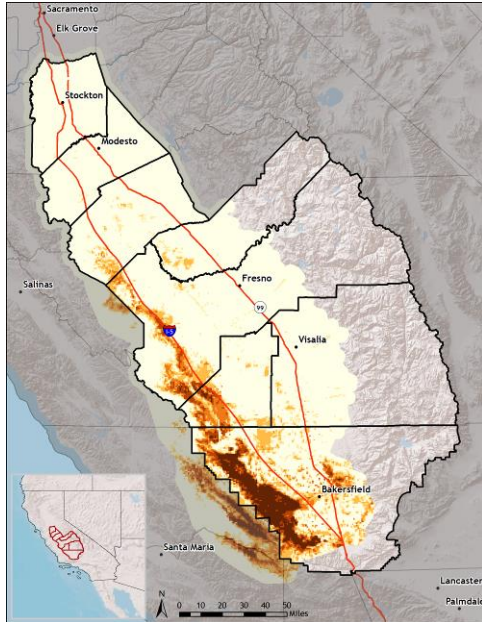 Sacramento
Elk Grove
Stockton
Modesto
Salinas
Fresno
99
Visalia
Bakersfield
Santa Maria
Lancaster
Palmdale
N
0 10 20 30 40 50
Miles